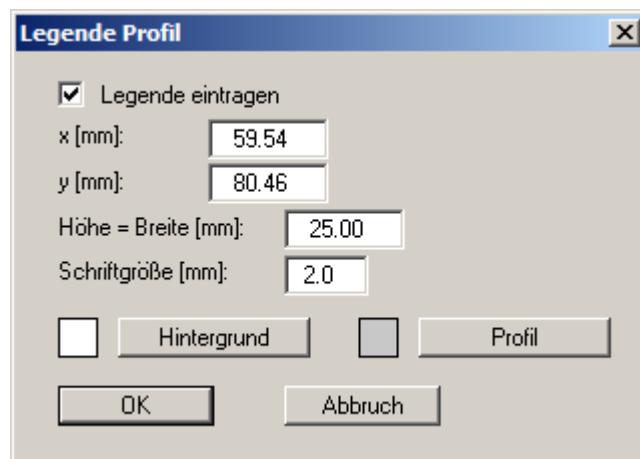 Legende Profil
Legende eintragen
x [mm]: 59.54
y [mm]: 80.46
Höhe = Breite [mm]: 25.00
Schriftgröße [mm]: 2.0
Hintergrund Profil
OK Abbruch